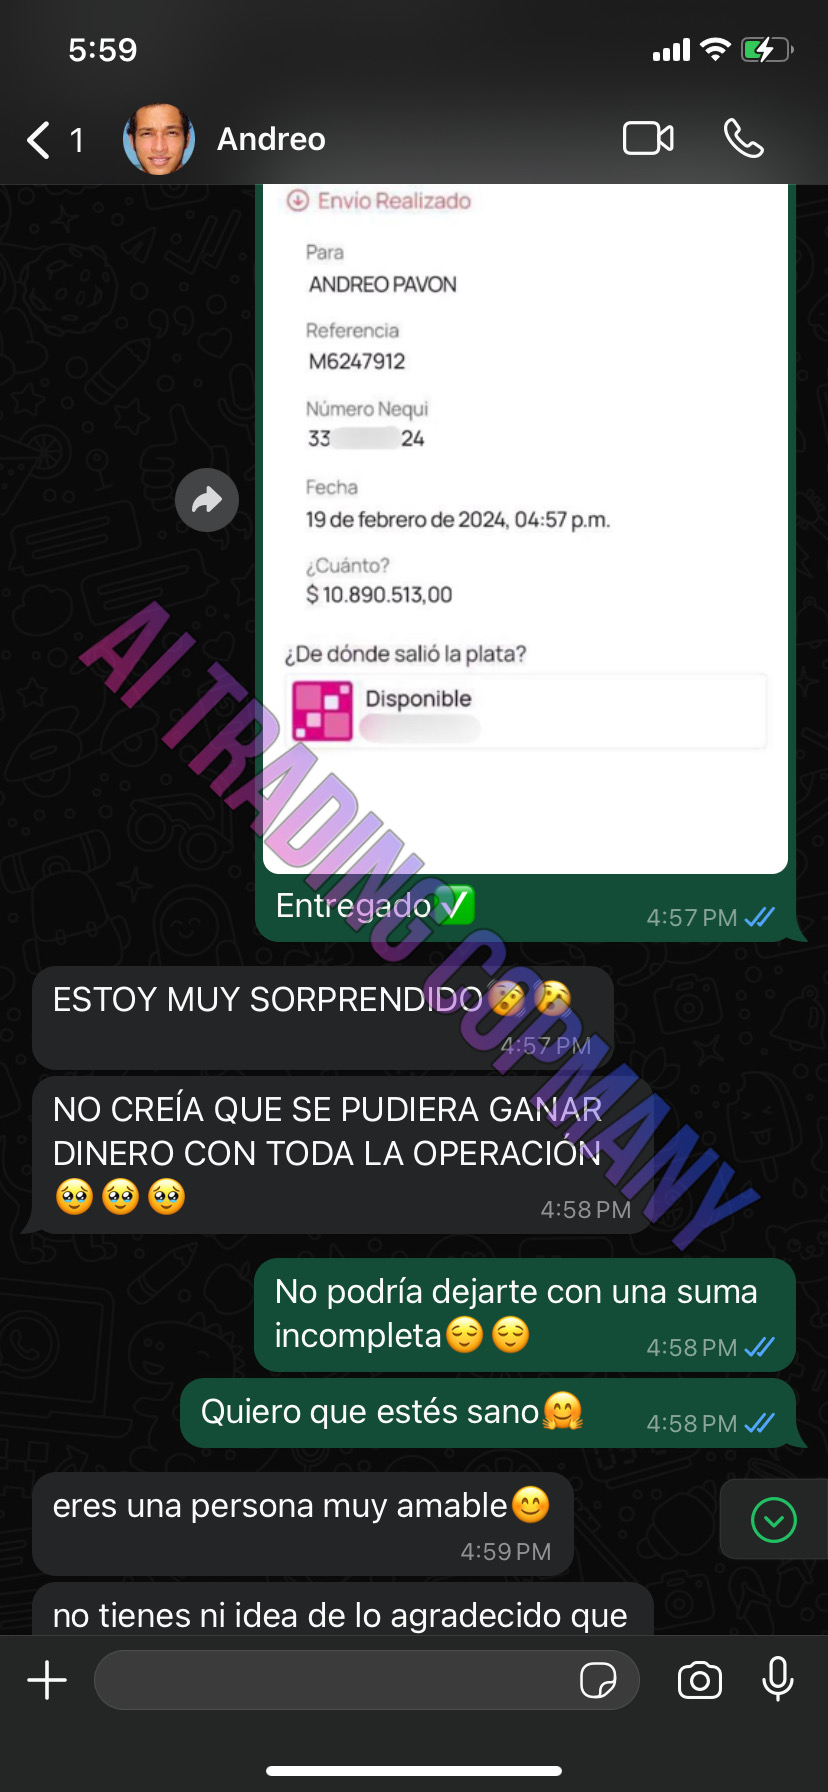 5:59
1
Andreo
Envio Realizado
Para
ANDREO PAVON
Referencia
M6247912
Número Nequi
33 24
Fecha
19 de febrero de 2024, 04:57 p.m.
¿Cuánto?
$ 10.890.513,00
¿De dónde salió la plata?
Disponible
AI TRADING COPMANY
Entregado✅
4:57 PM
ESTOY MUY SORPRENDIDO🫢🫢
4:57 PM
NO CREÍA QUE SE PUDIERA GANAR
DINERO CON TODA LA OPERACIÓN
🥹🥹🥹
4:58 PM
No podría dejarte con una suma
incompleta😌😌
4:58 PM
Quiero que estés sano🤗
4:58 PM
eres una persona muy amable😊
4:59 PM
no tienes ni idea de lo agradecido que